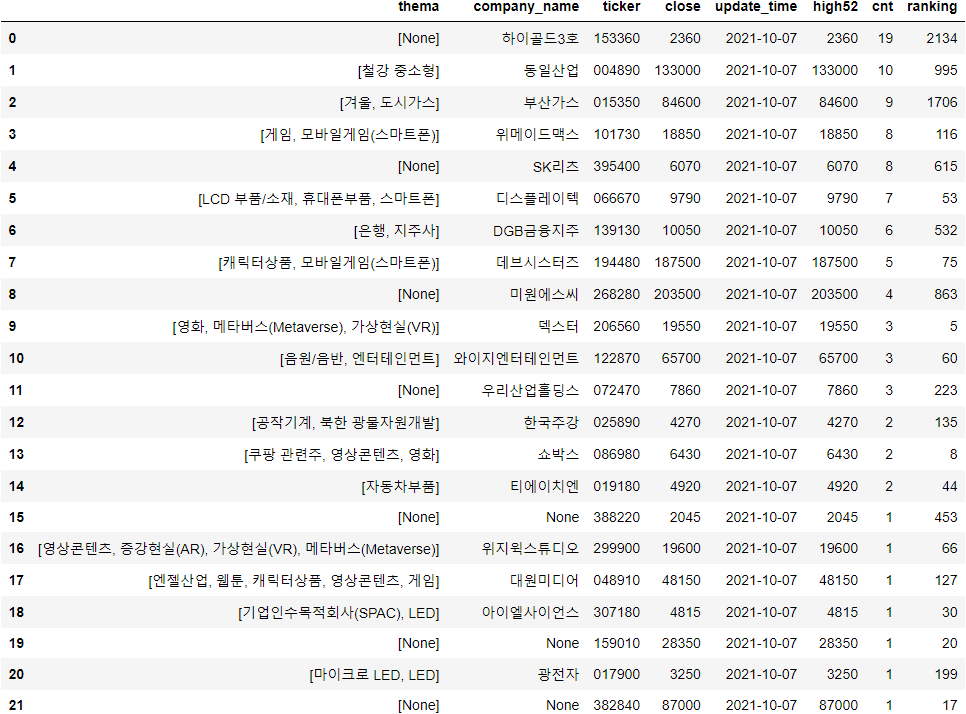 thema company_name ticker close update_time high52 cnt ranking
0 [None] 하이골드3호 153360 2360 2021-10-07 2360 19 2134
1 [철강 중소형] 동일산업 004890 133000 2021-10-07 133000 10 995
2 [겨울, 도시가스] 부산가스 015350 84600 2021-10-07 84600 9 1706
3 [게임, 모바일게임(스마트폰)] 위메이드맥스 101730 18850 2021-10-07 18850 8 116
4 [None] SK리츠 395400 6070 2021-10-07 6070 8 615
5 [LCD 부품/소재, 휴대폰부품, 스마트폰] 디스플레이텍 066670 9790 2021-10-07 9790 7 53
6 [은행, 지주사] DGB금융지주 139130 10050 2021-10-07 10050 6 532
7 [캐릭터상품, 모바일게임(스마트폰)] 데브시스터즈 194480 187500 2021-10-07 187500 5 75
8 [None] 미원에스씨 268280 203500 2021-10-07 203500 4 863
9 [영화, 메타버스(Metaverse), 가상현실(VR)] 덱스터 206560 19550 2021-10-07 19550 3 5
10 [음원/음반, 엔터테인먼트] 와이지엔터테인먼트 122870 65700 2021-10-07 65700 3 60
11 [None] 우리산업홀딩스 072470 7860 2021-10-07 7860 3 223
12 [공작기계, 북한 광물자원개발] 한국주강 025890 4270 2021-10-07 4270 2 135
13 [쿠팡 관련주, 영상콘텐츠, 영화] 쇼박스 086980 6430 2021-10-07 6430 2 8
14 [자동차부품] 티에이치엔 019180 4920 2021-10-07 4920 2 44
15 [None] None 388220 2045 2021-10-07 2045 1 453
16 [영상콘텐츠, 증강현실(AR), 가상현실(VR), 메타버스(Metaverse)] 위지윅스튜디오 299900 19600 2021-10-07 19600 1 66
17 [엔젤산업, 웹툰, 캐릭터상품, 영상콘텐츠, 게임] 대원미디어 048910 48150 2021-10-07 48150 1 127
18 [기업인수목적회사(SPAC), LED] 아이엘사이언스 307180 4815 2021-10-07 4815 1 30
19 [None] None 159010 28350 2021-10-07 28350 1 20
20 [마이크로 LED, LED] 광전자 017900 3250 2021-10-07 3250 1 199
21 [None] None 382840 87000 2021-10-07 87000 1 17